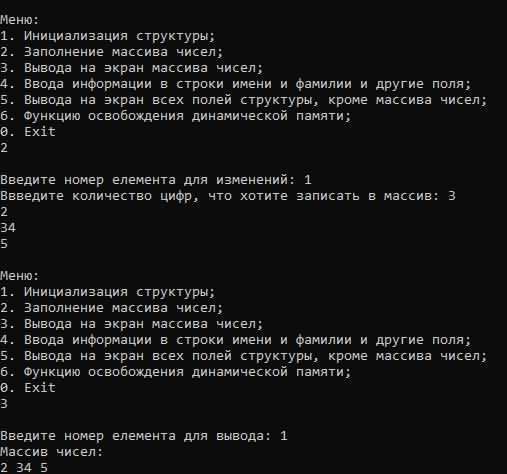 Меню:
1. Инициализация структуры;
2. Заполнение массива чисел;
3. Вывода на экран массива чисел;
4. Ввода информации в строки имени и фамилии и другие поля;
5. Вывода на экран всех полей структуры, кроме массива чисел;
6. Функцию освобождения динамической памяти;
0. Exit
2
Введите номер елемента для изменений: 1
Ввведите количество цифр, что хотите записать в массив: 3
2
34
5
Меню:
1. Инициализация структуры;
2. Заполнение массива чисел;
3. Вывода на экран массива чисел;
4. Ввода информации в строки имени и фамилии и другие поля;
5. Вывода на экран всех полей структуры, кроме массива чисел;
6. Функцию освобождения динамической памяти;
0. Exit
3
Введите номер елемента для вывода: 1
Массив чисел:
2 34 5